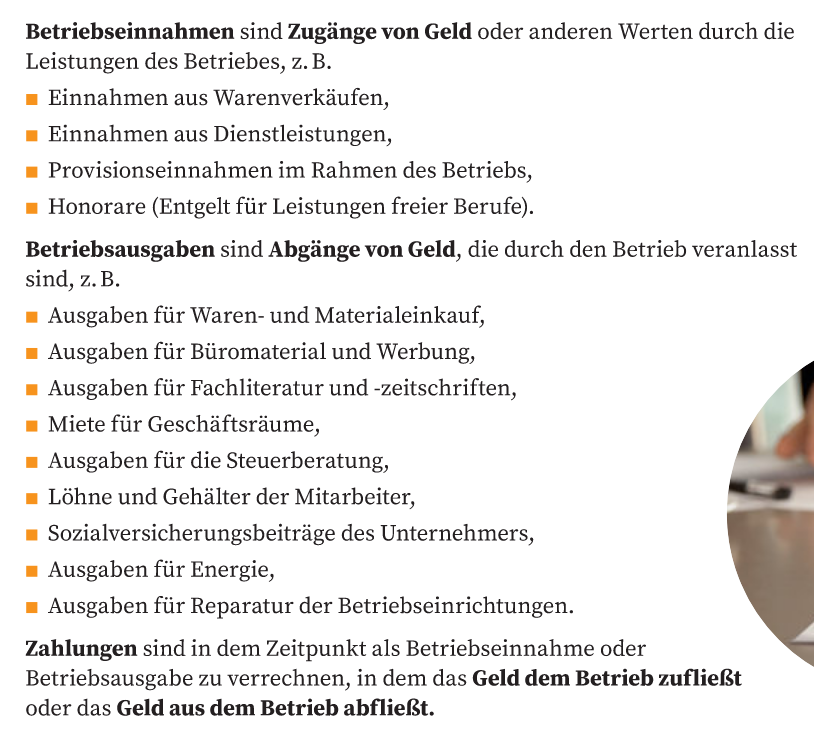 Betriebseinnahmen sind Zugänge von Geld oder anderen Werten durch die
Leistungen des Betriebes, z. B.
■ Einnahmen aus Warenverkäufen,
■ Einnahmen aus Dienstleistungen,
■ Provisionseinnahmen im Rahmen des Betriebs,
■ Honorare (Entgelt für Leistungen freier Berufe).
Betriebsausgaben sind Abgänge von Geld, die durch den Betrieb veranlasst
sind, z. B.
■ Ausgaben für Waren- und Materialeinkauf,
■ Ausgaben für Büromaterial und Werbung,
■ Ausgaben für Fachliteratur und -zeitschriften,
■ Miete für Geschäftsräume,
■ Ausgaben für die Steuerberatung,
■ Löhne und Gehälter der Mitarbeiter,
■ Sozialversicherungsbeiträge des Unternehmers,
■ Ausgaben für Energie,
■ Ausgaben für Reparatur der Betriebseinrichtungen.
Zahlungen sind in dem Zeitpunkt als Betriebseinnahme oder
Betriebsausgabe zu verrechnen, in dem das Geld dem Betrieb zufließt
oder das Geld aus dem Betrieb abfließt.